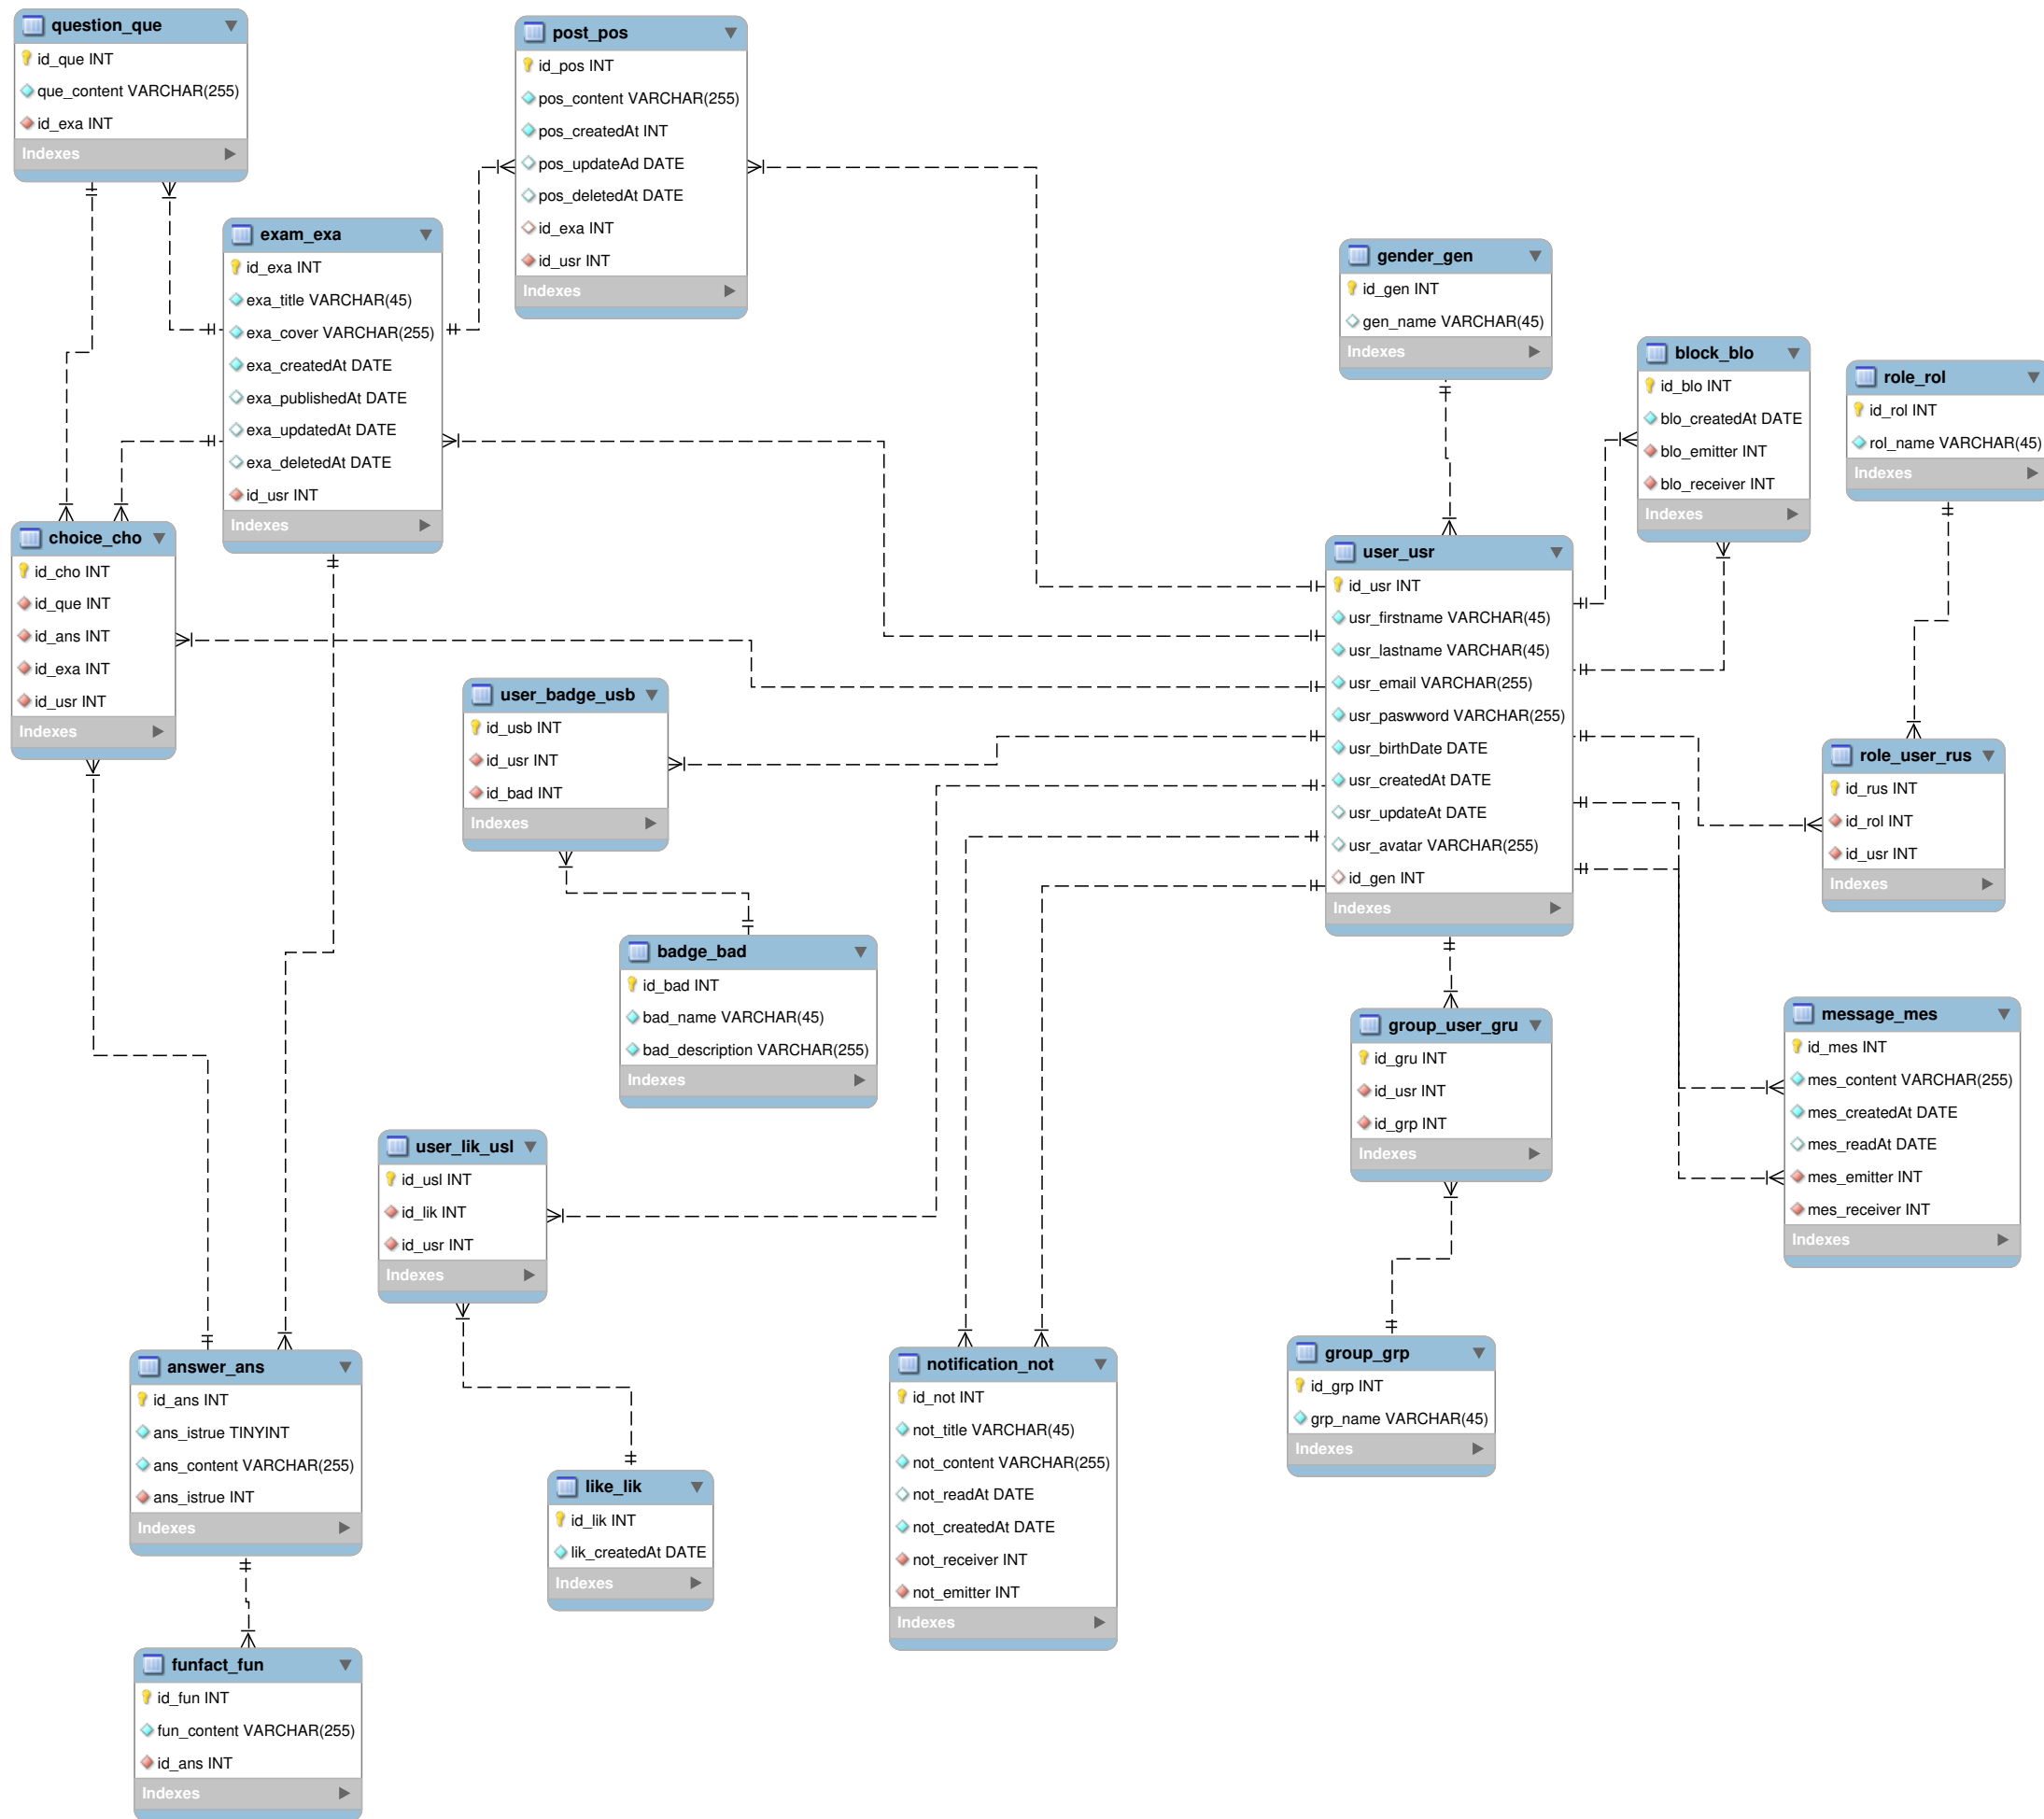 question_que
id_que INT
que_content VARCHAR(255)
id_exa INT
Indexes
post_pos
id_pos INT
pos_content VARCHAR(255)
pos_createdAt INT
pos_updateAd DATE
pos_deletedAt DATE
id_exa INT
id_usr INT
Indexes
exam_exa
id_exa INT
exa_title VARCHAR(45)
exa_cover VARCHAR(255)
exa_createdAt DATE
exa_publishedAt DATE
exa_updatedAt DATE
exa_deletedAt DATE
id_usr INT
Indexes
gender_gen
id_gen INT
gen_name VARCHAR(45)
Indexes
block_blo
id_blo INT
blo_createdAt DATE
blo_emitter INT
blo_receiver INT
Indexes
role_rol
id_rol INT
rol_name VARCHAR(45)
Indexes
choice_cho
id_cho INT
id_que INT
id_ans INT
id_exa INT
id_usr INT
Indexes
user_usr
id_usr INT
usr_firstname VARCHAR(45)
usr_lastname VARCHAR(45)
usr_email VARCHAR(255)
usr_paswword VARCHAR(255)
usr_birthDate DATE
usr_createdAt DATE
usr_updateAt DATE
usr_avatar VARCHAR(255)
id_gen INT
Indexes
user_badge_usb
id_usb INT
id_usr INT
id_bad INT
Indexes
role_user_rus
id_rus INT
id_rol INT
id_usr INT
Indexes
badge_bad
id_bad INT
bad_name VARCHAR(45)
bad_description VARCHAR(255)
Indexes
group_user_gru
id_gru INT
id_usr INT
id_grp INT
Indexes
message_mes
id_mes INT
mes_content VARCHAR(255)
mes_createdAt DATE
mes_readAt DATE
mes_emitter INT
mes_receiver INT
Indexes
user_lik_usl
id_usl INT
id_lik INT
id_usr INT
Indexes
answer_ans
id_ans INT
ans_istrue TINYINT
ans_content VARCHAR(255)
ans_istrue INT
Indexes
notification_not
id_not INT
not_title VARCHAR(45)
not_content VARCHAR(255)
not_readAt DATE
not_createdAt DATE
not_receiver INT
not_emitter INT
Indexes
group_grp
id_grp INT
grp_name VARCHAR(45)
Indexes
like_lik
id_lik INT
lik_createdAt DATE
Indexes
funfact_fun
id_fun INT
fun_content VARCHAR(255)
id_ans INT
Indexes